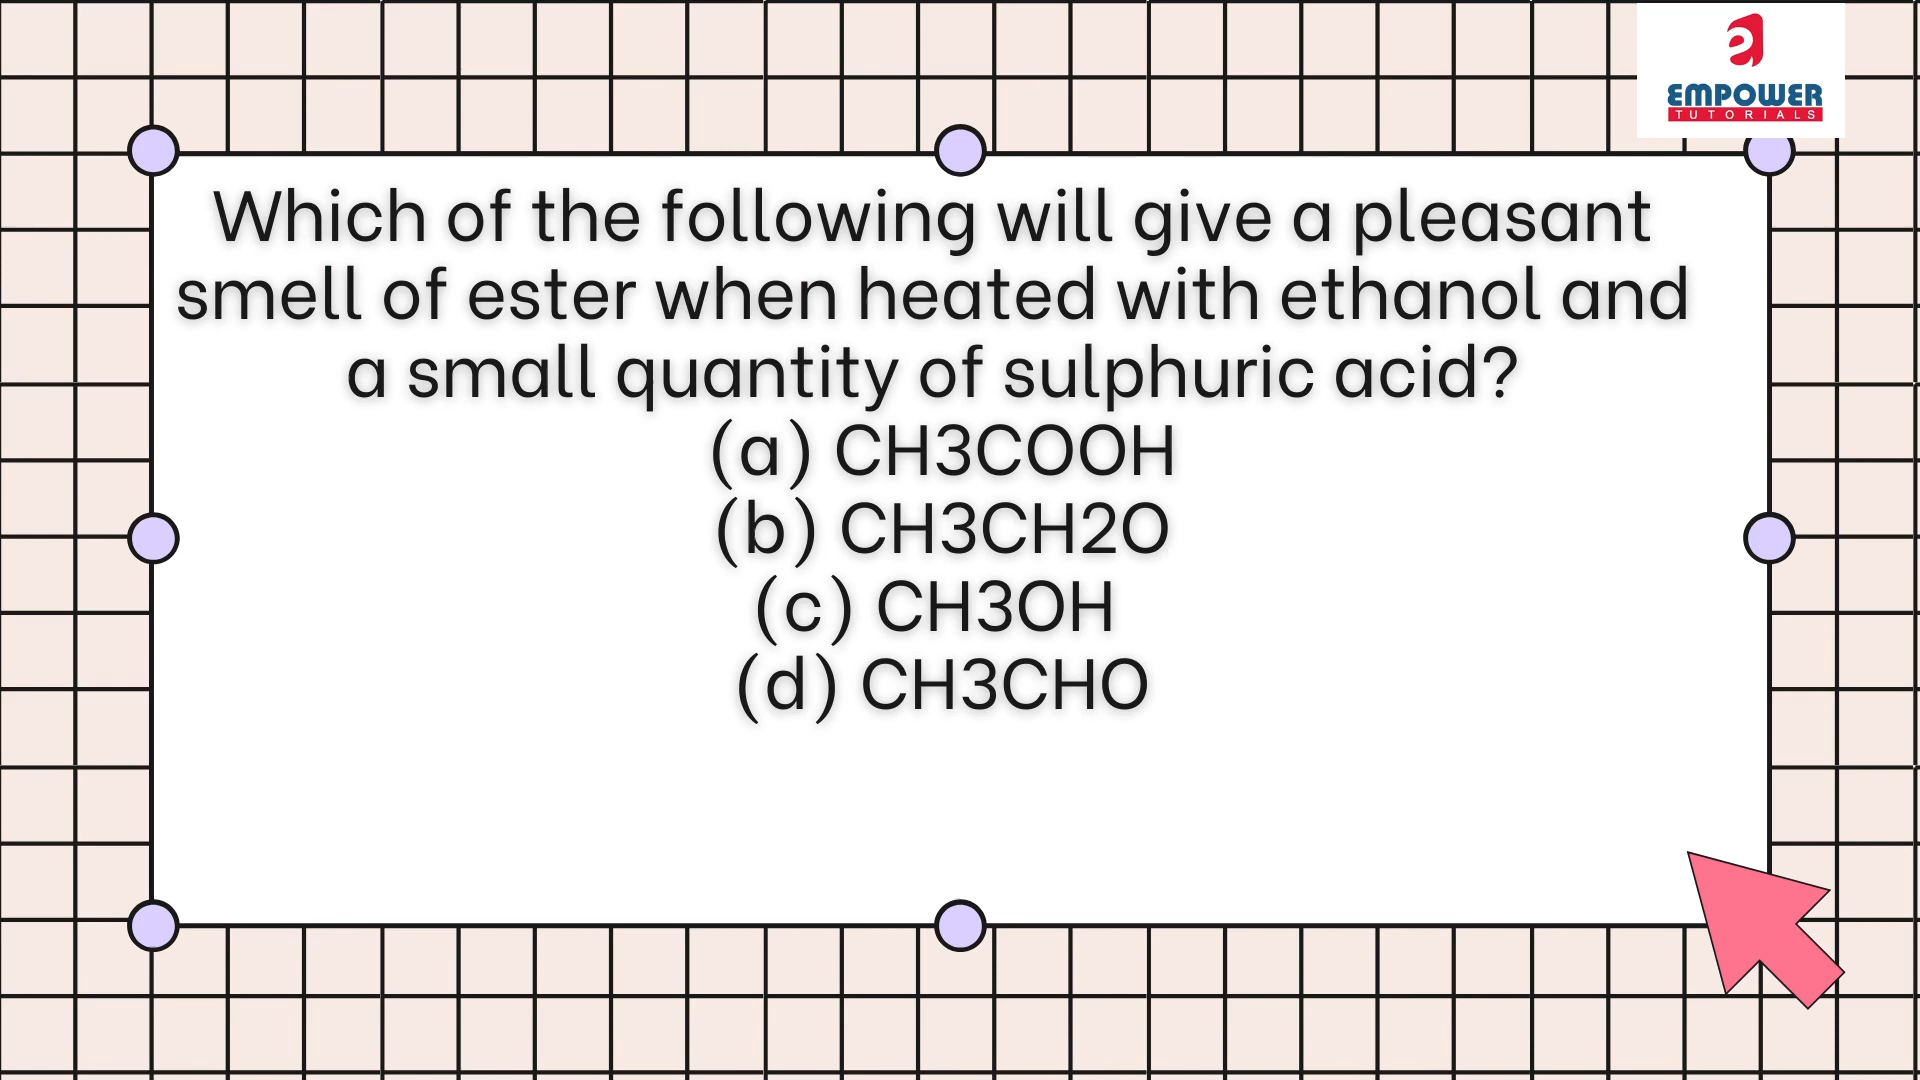 EMPOWER
TUTORIALS
Which of the following will give a pleasant
smell of ester when heated with ethanol and
a small quantity of sulphuric acid?
(a) CH3COOH
(b) CH3CH2O
(c) CH3OH
(d) CH3CHO